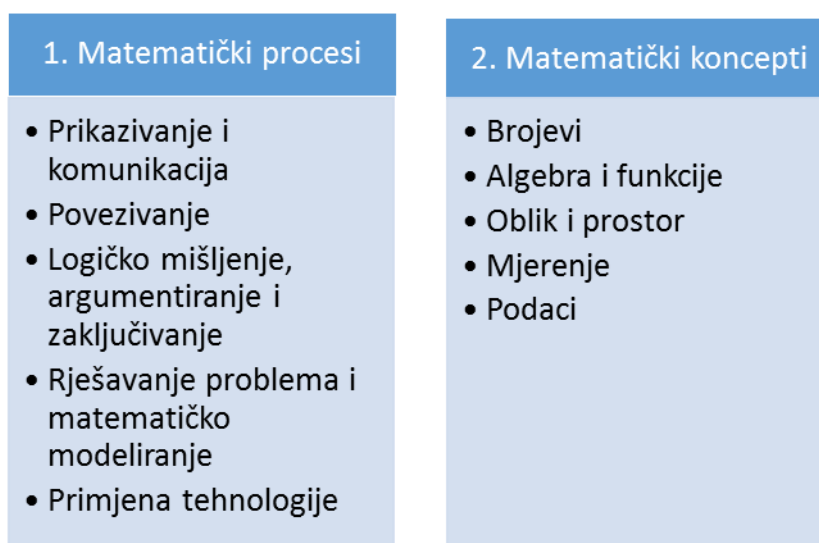 1. Matematički procesi
• Prikazivanje i
komunikacija
• Povezivanje
• Logičko mišljenje,
argumentiranje i
zaključivanje
• Rješavanje problema i
matematičko
modeliranje
• Primjena tehnologije
2. Matematički koncepti
• Brojevi
• Algebra i funkcije
• Oblik i prostor
• Mjerenje
• Podaci